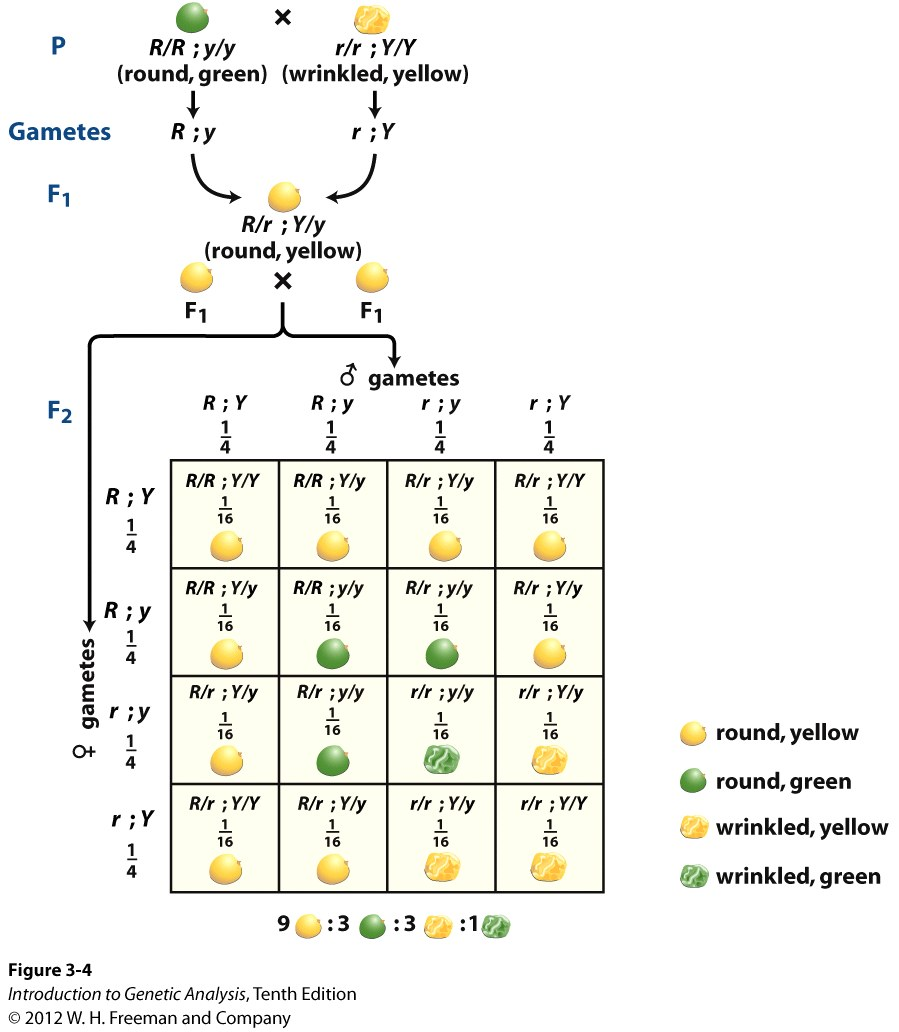 P
×
R/R ; y/y r/r ; Y/Y
(round, green) (wrinkled, yellow)
Gametes R ; y r ; Y
F1
R/r ; Y/y
(round, yellow)
×
F1 F1
♂ gametes
F2
R ; Y R ; y r ; y r ; Y
1/4 1/4 1/4 1/4
♀ gametes
R ; Y
1/4
R/R ; Y/Y R/R ; Y/y R/r ; Y/y R/r ; Y/Y
1/16 1/16 1/16 1/16
R ; y
1/4
R/R ; Y/y R/R ; y/y R/r ; y/y R/r ; Y/y
1/16 1/16 1/16 1/16
r ; y
1/4
R/r ; Y/y R/r ; y/y r/r ; y/y r/r ; Y/y
1/16 1/16 1/16 1/16
r ; Y
1/4
R/r ; Y/Y R/r ; Y/y r/r ; Y/y r/r ; Y/Y
1/16 1/16 1/16 1/16
round, yellow
round, green
wrinkled, yellow
wrinkled, green
9 :3 :3 :1
Figure 3-4
Introduction to Genetic Analysis, Tenth Edition
© 2012 W. H. Freeman and Company